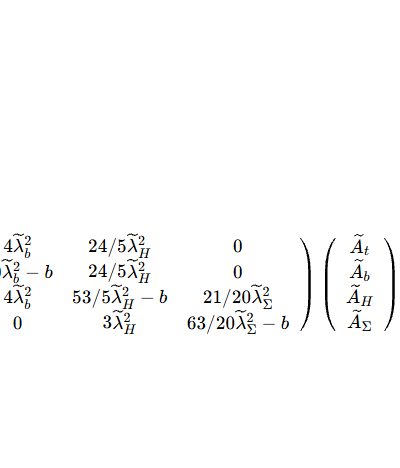 4λ̃_b^2 24/5λ̃_H^2 0 Ã_t
λ̃_b^2 − b 24/5λ̃_H^2 0 Ã_b
4λ̃_b^2 53/5λ̃_H^2 − b 21/20λ̃_Σ^2 Ã_H
0 3λ̃_H^2 63/20λ̃_Σ^2 − b Ã_Σ